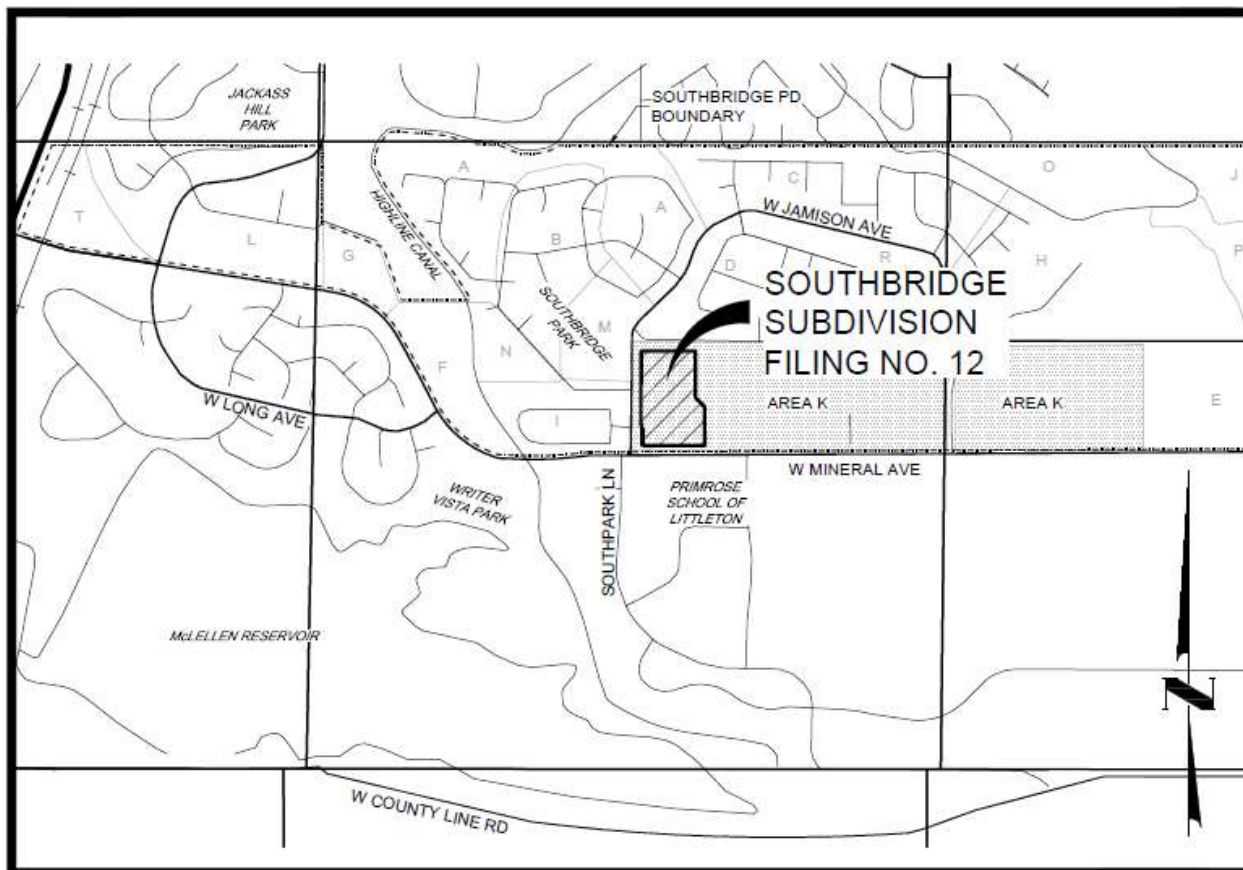 JACKASS
HILL
PARK
SOUTHBRIDGE PD
BOUNDARY
A
C
O
J
T
HIGHLINE CANAL
A
W JAMISON AVE
L
B
G
R
H
P
D
SOUTHBRIDGE
PARK
SOUTHBRIDGE
SUBDIVISION
FILING NO. 12
M
N
F
AREA K
AREA K
E
W LONG AVE
I
W MINERAL AVE
WRITER
VISTA PARK
SOUTHPARK LN
PRIMROSE
SCHOOL OF
LITTLETON
McLELLEN RESERVOIR
N
W COUNTY LINE RD